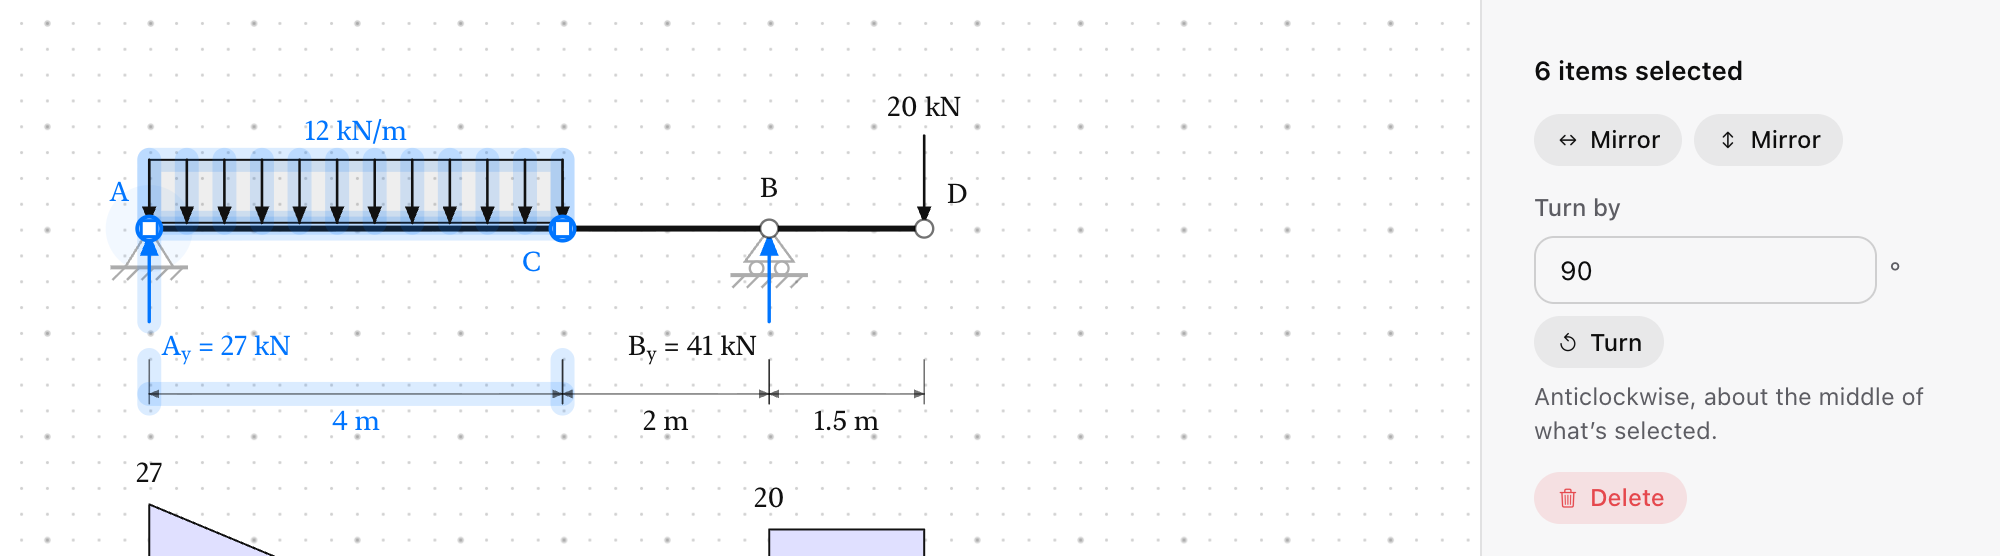 12 kN/m
20 kN
A
B
D
C
Ay = 27 kN
By = 41 kN
4 m
2 m
1.5 m
27
20
6 items selected
Mirror
Mirror
Turn by
90 °
Turn
Anticlockwise, about the middle of
what’s selected.
Delete